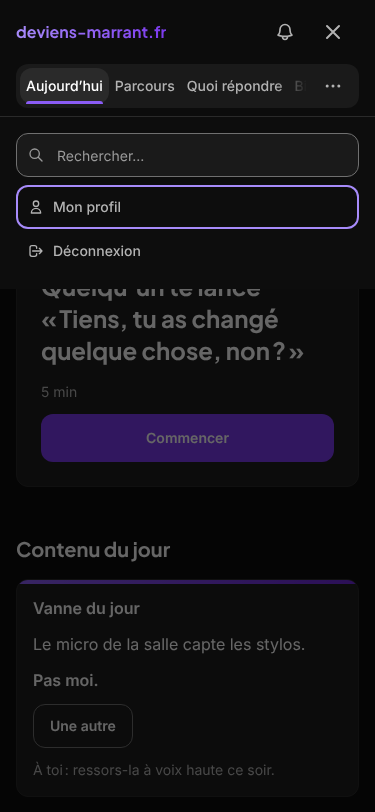 deviens-marrant.fr
Aujourd’hui Parcours Quoi répondre
Rechercher…
Mon profil
Déconnexion
Quelqu’un te lance
« Tiens, tu as changé
quelque chose, non ? »
5 min
Commencer
Contenu du jour
Vanne du jour
Le micro de la salle capte les stylos.
Pas moi.
Une autre
À toi : ressors-la à voix haute ce soir.